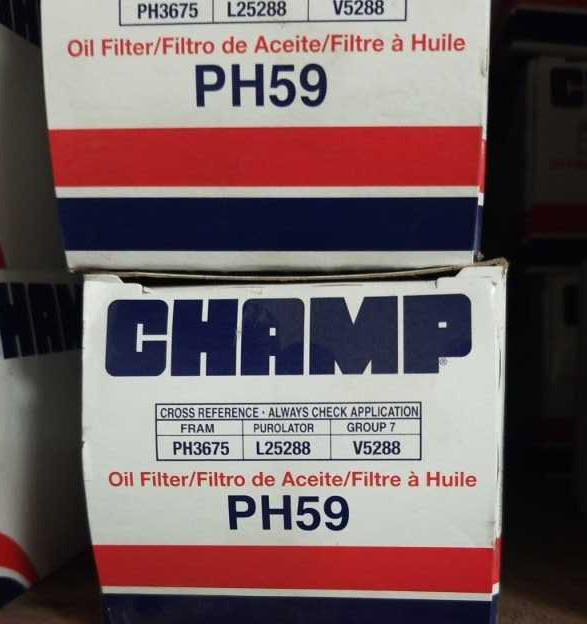 PH3675 L25288 V5288
Oil Filter/Filtro de Aceite/Filtre à Huile
PH59
CHAMP®
CROSS REFERENCE · ALWAYS CHECK APPLICATION
FRAM PUROLATOR GROUP 7
PH3675 L25288 V5288
Oil Filter/Filtro de Aceite/Filtre à Huile
PH59